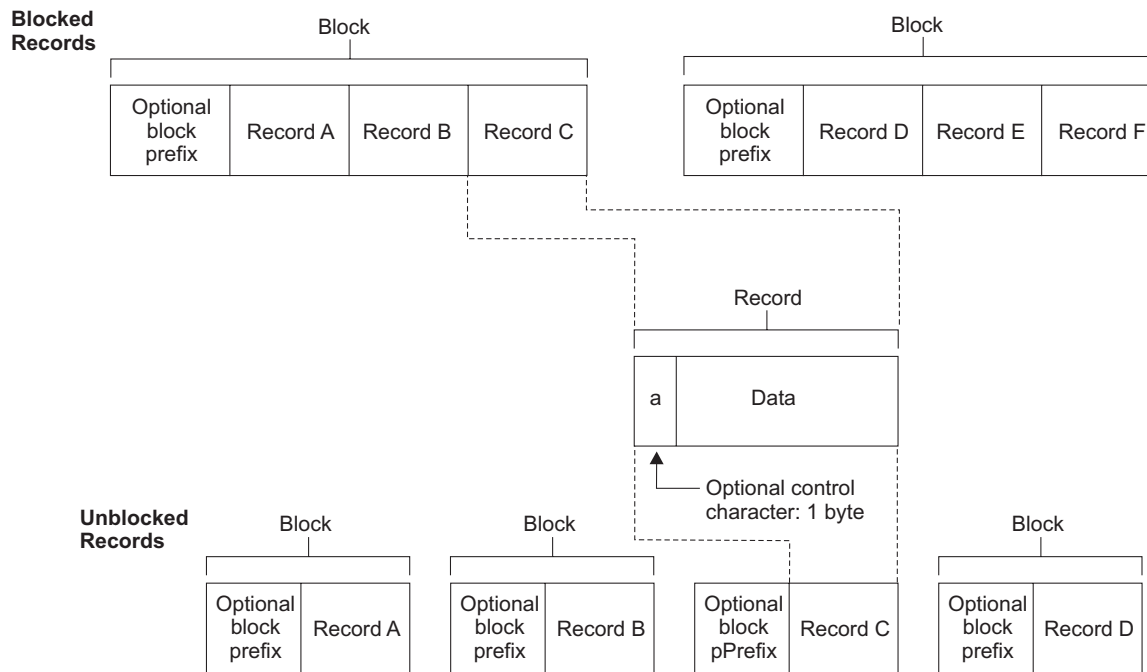 Blocked
Records
Block
Block
Optional
block
prefix
Record A
Record B
Record C
Optional
block
prefix
Record D
Record E
Record F
Record
a
Data
Optional control
character: 1 byte
Unblocked
Records
Block
Block
Block
Optional
block
prefix
Record A
Optional
block
prefix
Record B
Optional
block
pPrefix
Record C
Optional
block
prefix
Record D